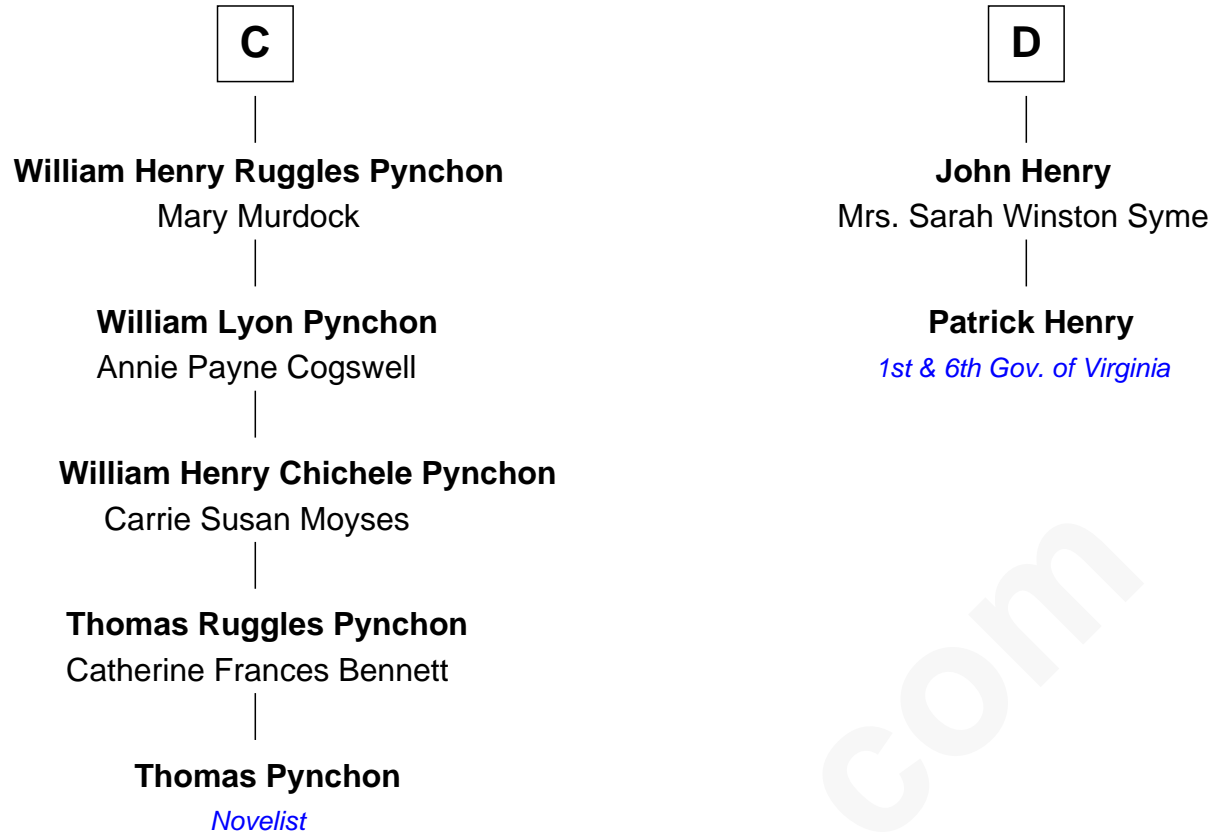 C
William Henry Ruggles Pynchon
Mary Murdock
William Lyon Pynchon
Annie Payne Cogswell
William Henry Chichele Pynchon
Carrie Susan Moyses
Thomas Ruggles Pynchon
Catherine Frances Bennett
Thomas Pynchon
Novelist
D
John Henry
Mrs. Sarah Winston Syme
Patrick Henry
1st & 6th Gov. of Virginia
com